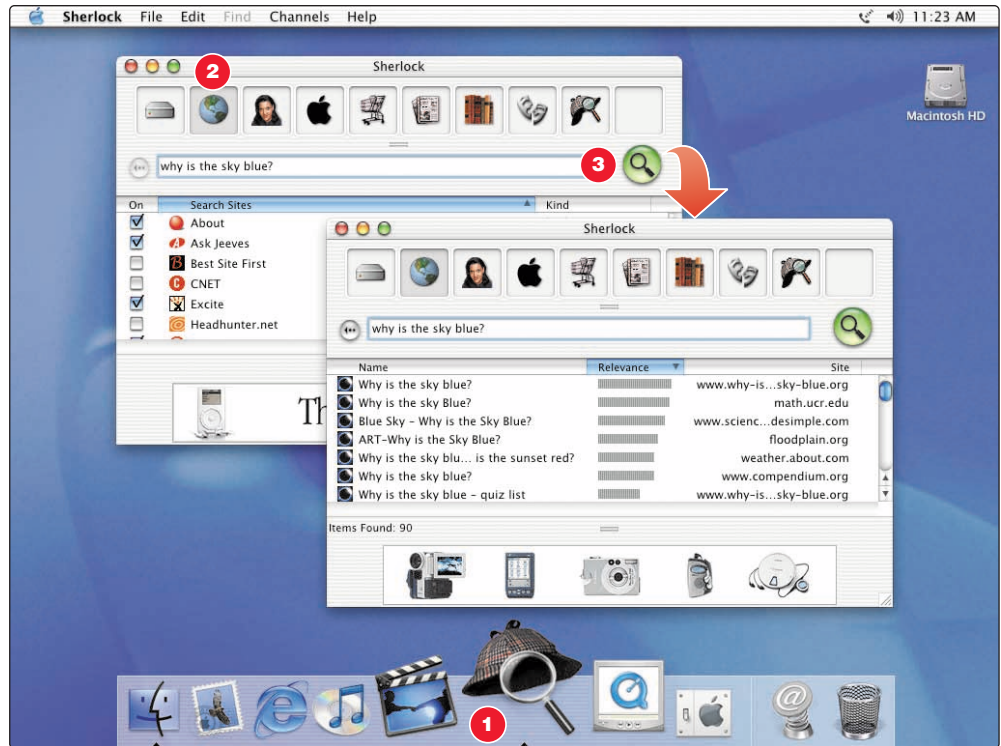 Sherlock File Edit Find Channels Help 11:23 AM
Macintosh HD
2
Sherlock
why is the sky blue?
3
On Search Sites Kind
About
Ask Jeeves
Best Site First
CNET
Excite
Headhunter.net
Th
Sherlock
why is the sky blue?
Name Relevance Site
Why is the sky blue? www.why-is...sky-blue.org
Why is the sky Blue? math.ucr.edu
Blue Sky - Why is the Sky Blue? www.scienc...desimple.com
ART-Why is the Sky Blue? floodplain.org
Why is the sky blu... is the sunset red? weather.about.com
Why is the sky blue? www.compendium.org
Why is the sky blue - quiz list www.why-is...sky-blue.org
Items Found: 90
1